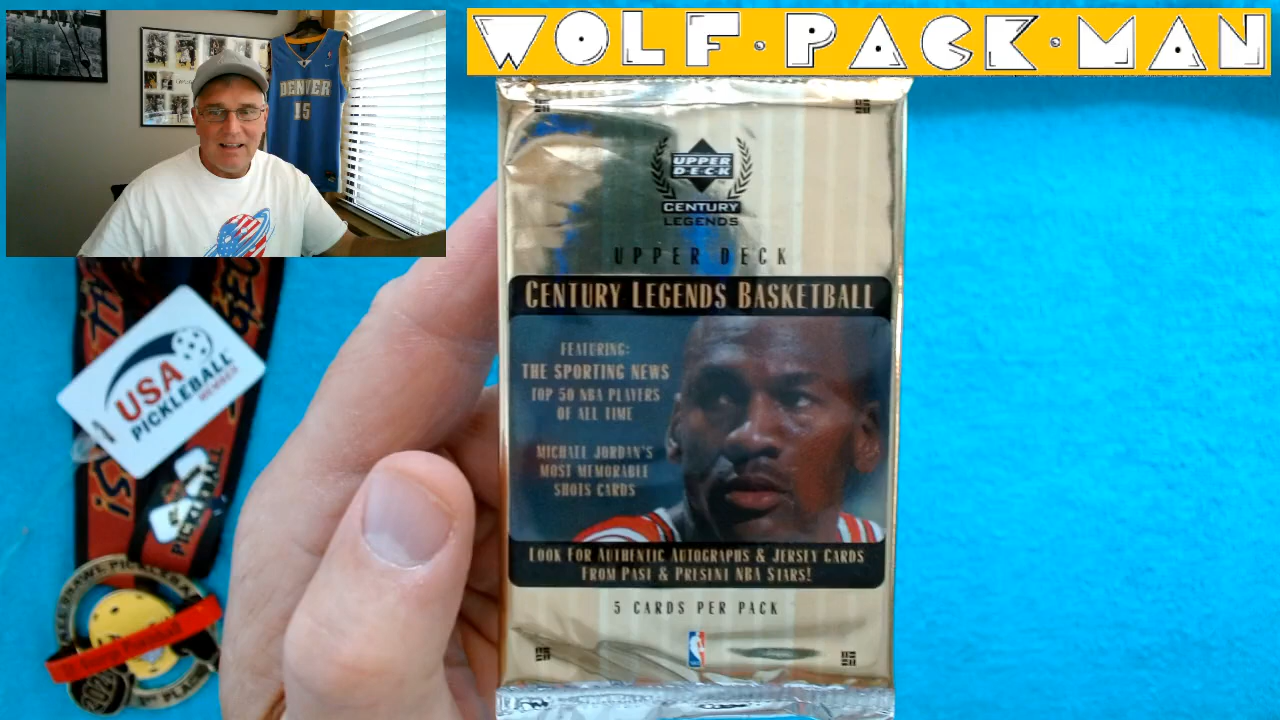 WOLF·PACK·MAN
DENVER
15
UPPER
DECK
CENTURY
LEGENDS
UPPER DECK
CENTURY LEGENDS BASKETBALL
FEATURING:
THE SPORTING NEWS
TOP 50 NBA PLAYERS
OF ALL TIME
MICHAEL JORDAN'S
MOST MEMORABLE
SHOTS CARDS
LOOK FOR AUTHENTIC AUTOGRAPHS & JERSEY CARDS
FROM PAST & PRESENT NBA STARS!
5 CARDS PER PACK
USA
PICKLEBALL
MEMBER
PICKLEBALL